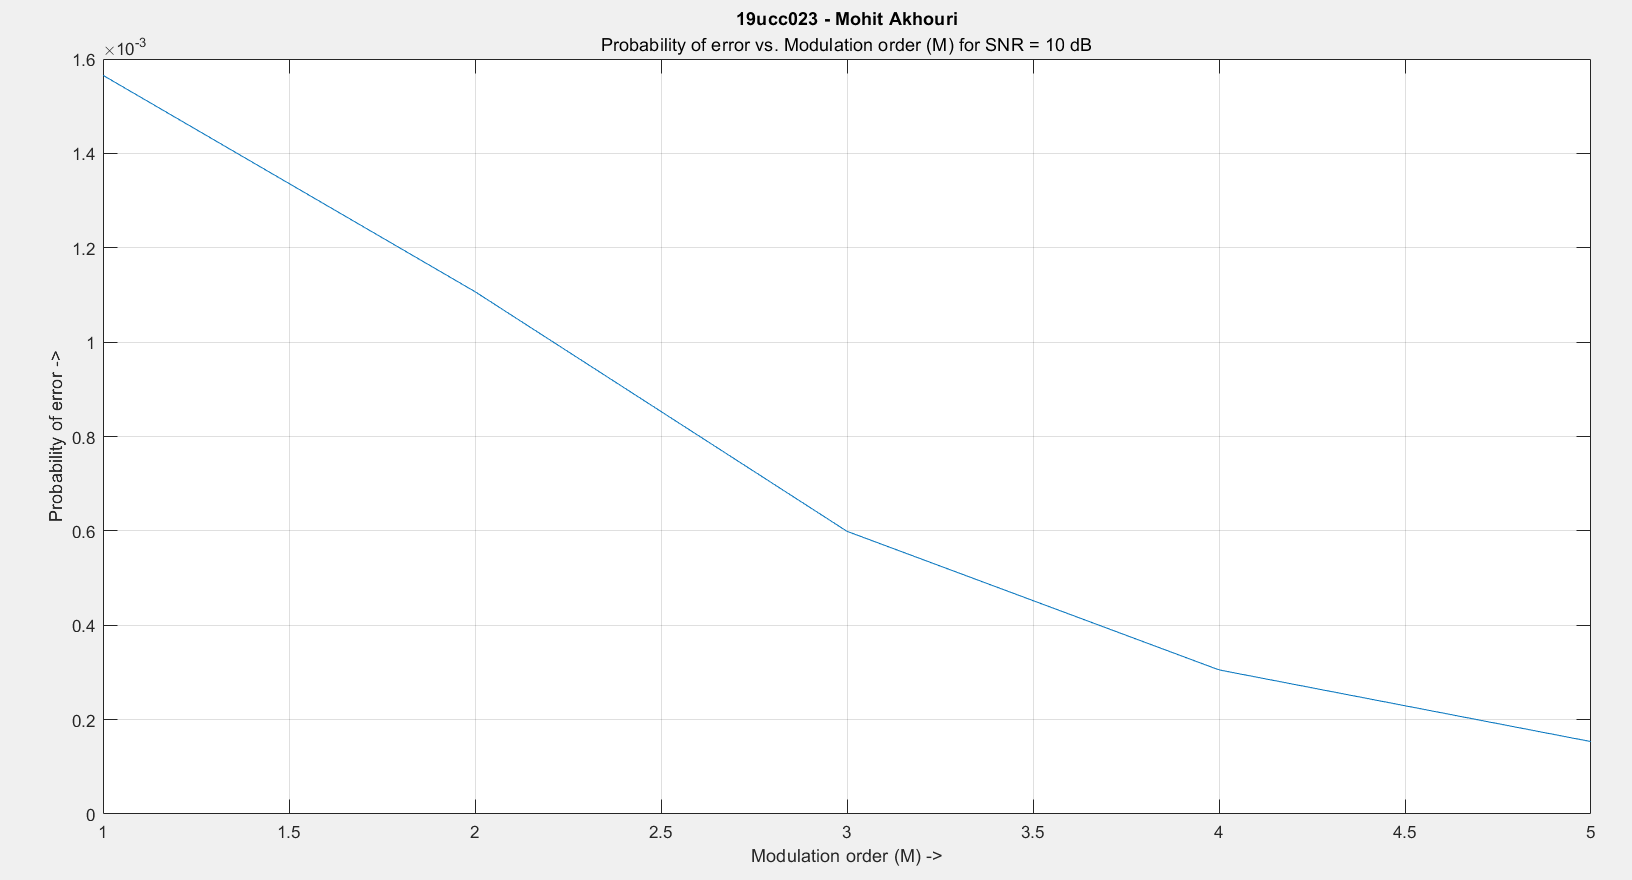 19ucc023 - Mohit Akhouri
Probability of error vs. Modulation order (M) for SNR = 10 dB
×10-3
1.6
1.4
1.2
1
0.8
0.6
0.4
0.2
0
Probability of error ->
1 1.5 2 2.5 3 3.5 4 4.5 5
Modulation order (M) ->